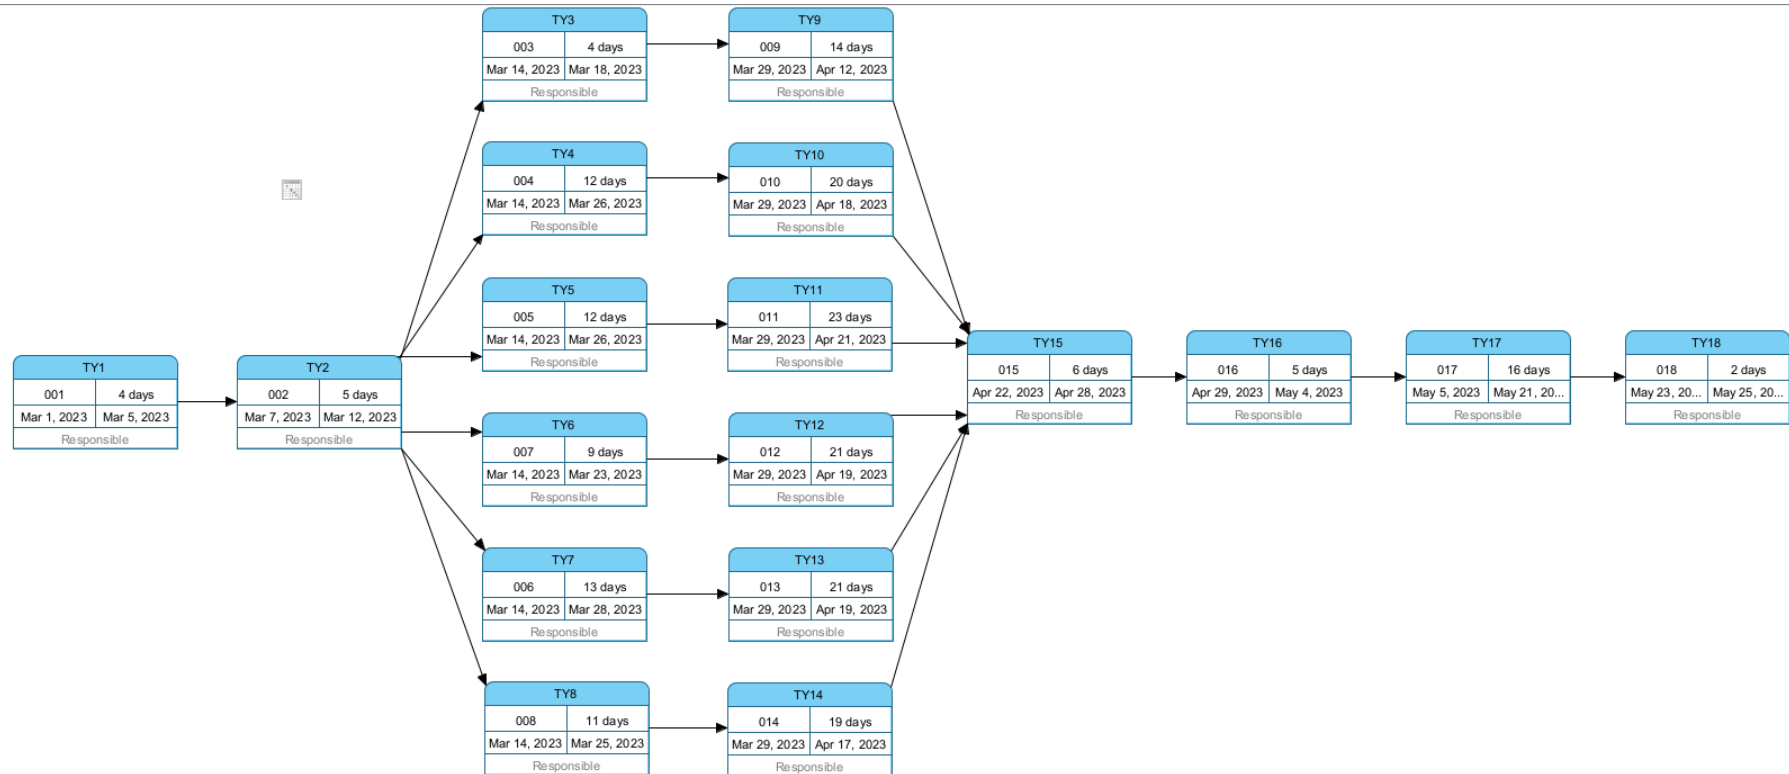 TY3
003 4 days
Mar 14, 2023 Mar 18, 2023
Responsible
TY9
009 14 days
Mar 29, 2023 Apr 12, 2023
Responsible
TY4
004 12 days
Mar 14, 2023 Mar 26, 2023
Responsible
TY10
010 20 days
Mar 29, 2023 Apr 18, 2023
Responsible
TY5
005 12 days
Mar 14, 2023 Mar 26, 2023
Responsible
TY11
011 23 days
Mar 29, 2023 Apr 21, 2023
Responsible
TY1
001 4 days
Mar 1, 2023 Mar 5, 2023
Responsible
TY2
002 5 days
Mar 7, 2023 Mar 12, 2023
Responsible
TY6
007 9 days
Mar 14, 2023 Mar 23, 2023
Responsible
TY12
012 21 days
Mar 29, 2023 Apr 19, 2023
Responsible
TY15
015 6 days
Apr 22, 2023 Apr 28, 2023
Responsible
TY16
016 5 days
Apr 29, 2023 May 4, 2023
Responsible
TY17
017 16 days
May 5, 2023 May 21, 20...
Responsible
TY18
018 2 days
May 23, 20... May 25, 20...
Responsible
TY7
006 13 days
Mar 14, 2023 Mar 28, 2023
Responsible
TY13
013 21 days
Mar 29, 2023 Apr 19, 2023
Responsible
TY8
008 11 days
Mar 14, 2023 Mar 25, 2023
Responsible
TY14
014 19 days
Mar 29, 2023 Apr 17, 2023
Responsible